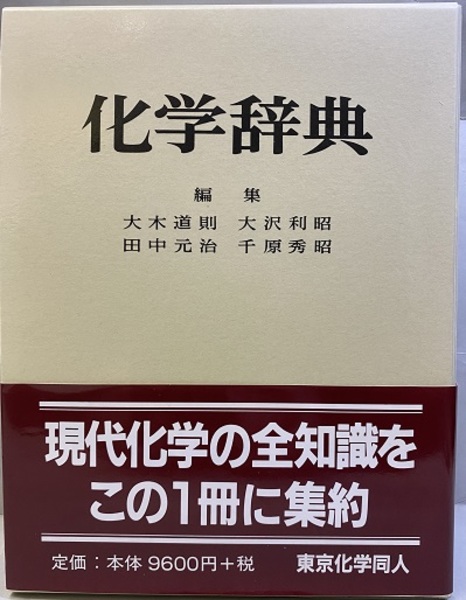 化学辞典
編集
大木道則 大沢利昭
田中元治 千原秀昭
現代化学の全知識を
この1冊に集約
定価：本体 9600円＋税 東京化学同人